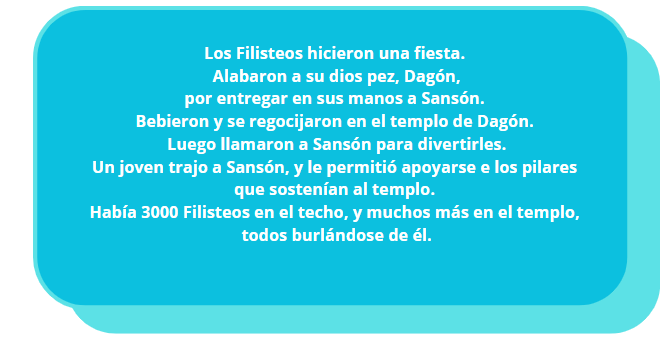 Los Filisteos hicieron una fiesta.
Alabaron a su dios pez, Dagón,
por entregar en sus manos a Sansón.
Bebieron y se regocijaron en el templo de Dagón.
Luego llamaron a Sansón para divertirles.
Un joven trajo a Sansón, y le permitió apoyarse e los pilares
que sostenían al templo.
Había 3000 Filisteos en el techo, y muchos más en el templo,
todos burlándose de él.